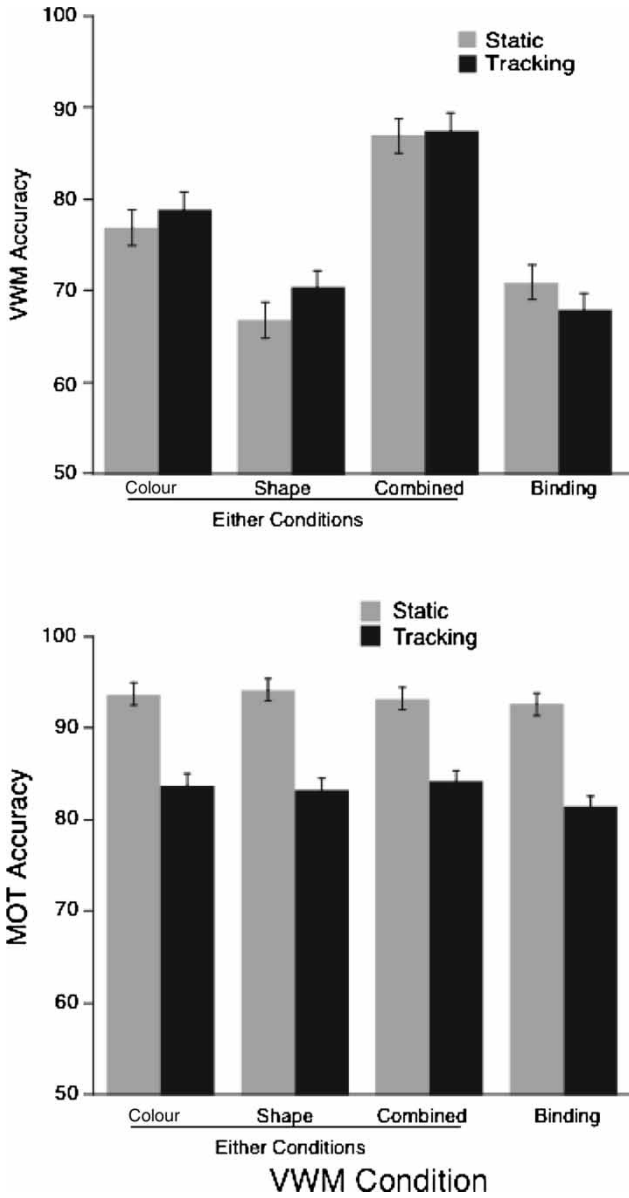 100
Static
Tracking
90
80
VWM Accuracy
70
60
50
Colour Shape Combined Binding
Either Conditions
Static
Tracking
100
90
80
MOT Accuracy
70
60
50
Colour Shape Combined Binding
Either Conditions
VWM Condition